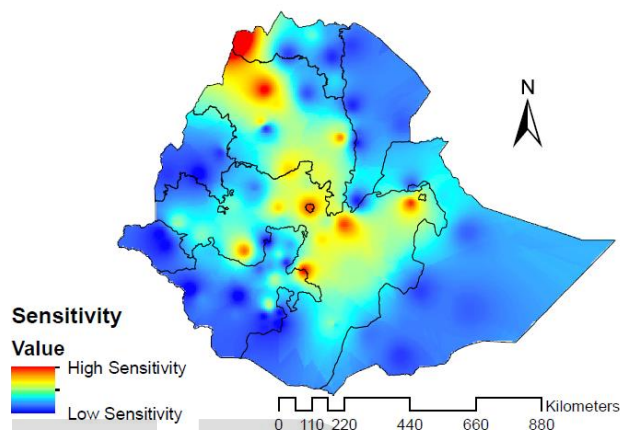 N
Sensitivity
Value
High Sensitivity
Low Sensitivity
Kilometers
0 110 220 440 660 880